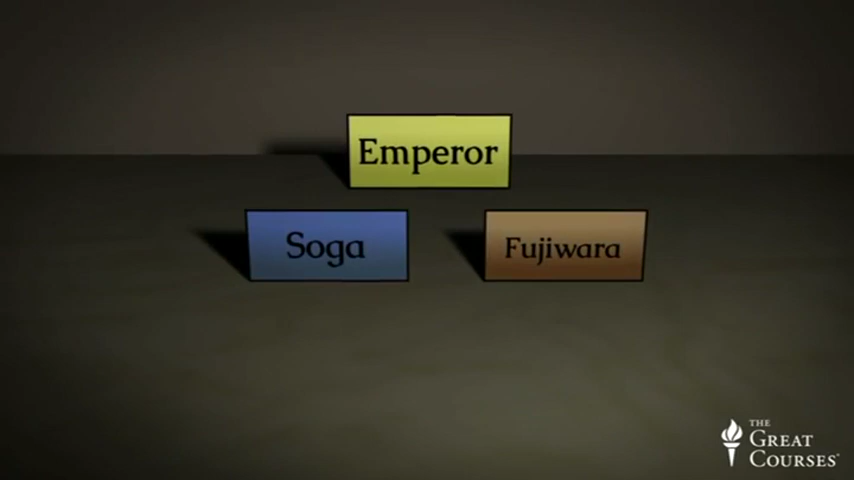 Emperor
Soga
Fujiwara
THE
GREAT
COURSES